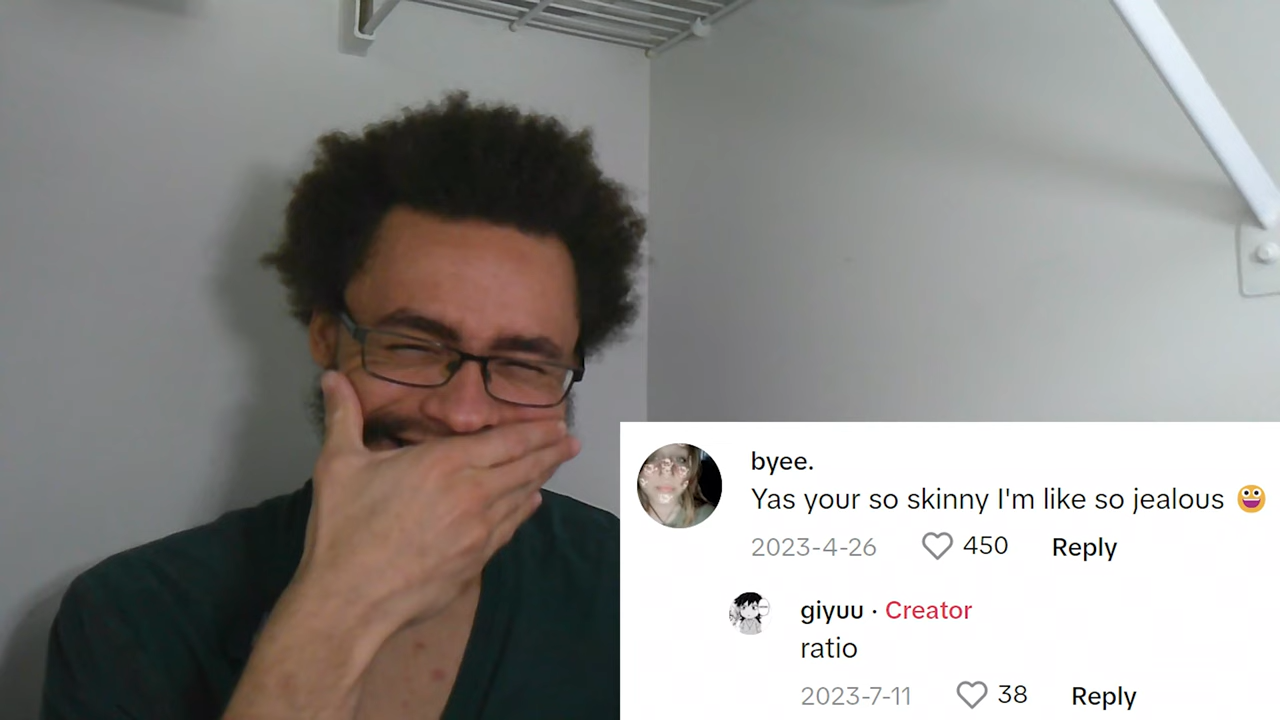 byee.
Yas your so skinny I'm like so jealous 😀
2023-4-26 450 Reply
giyuu · Creator
ratio
2023-7-11 38 Reply